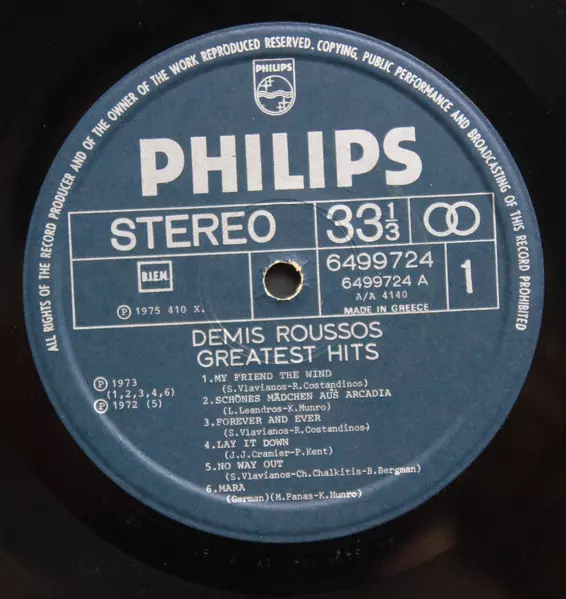 ALL RIGHTS OF THE RECORD PRODUCER AND OF THE OWNER OF THE WORK REPRODUCED RESERVED. COPYING, PUBLIC PERFORMANCE AND BROADCASTING OF THIS RECORD PROHIBITED
PHILIPS
PHILIPS
STEREO
33 1/3
6499724
B.I.E.M.
6499724 A
1
A/A 4140
Ⓟ 1975 410 X.
MADE IN GREECE
DEMIS ROUSSOS
GREATEST HITS
1.MY FRIEND THE WIND
(S.Vlavianos-R.Costandinos)
Ⓟ 1973
(1,2,3,4,6)
Ⓟ 1972 (5)
2.SCHÖNES MÄDCHEN AUS ARCADIA
(L.Leandros-K.Munro)
3.FOREVER AND EVER
(S.Vlavianos-R.Costandinos)
4.LAY IT DOWN
(J.J.Cramier-P.Kent)
5.NO WAY OUT
(S.Vlavianos-Ch.Chalkitis-B.Bergman)
6.MARA
(German)(M.Panas-K.Munro)